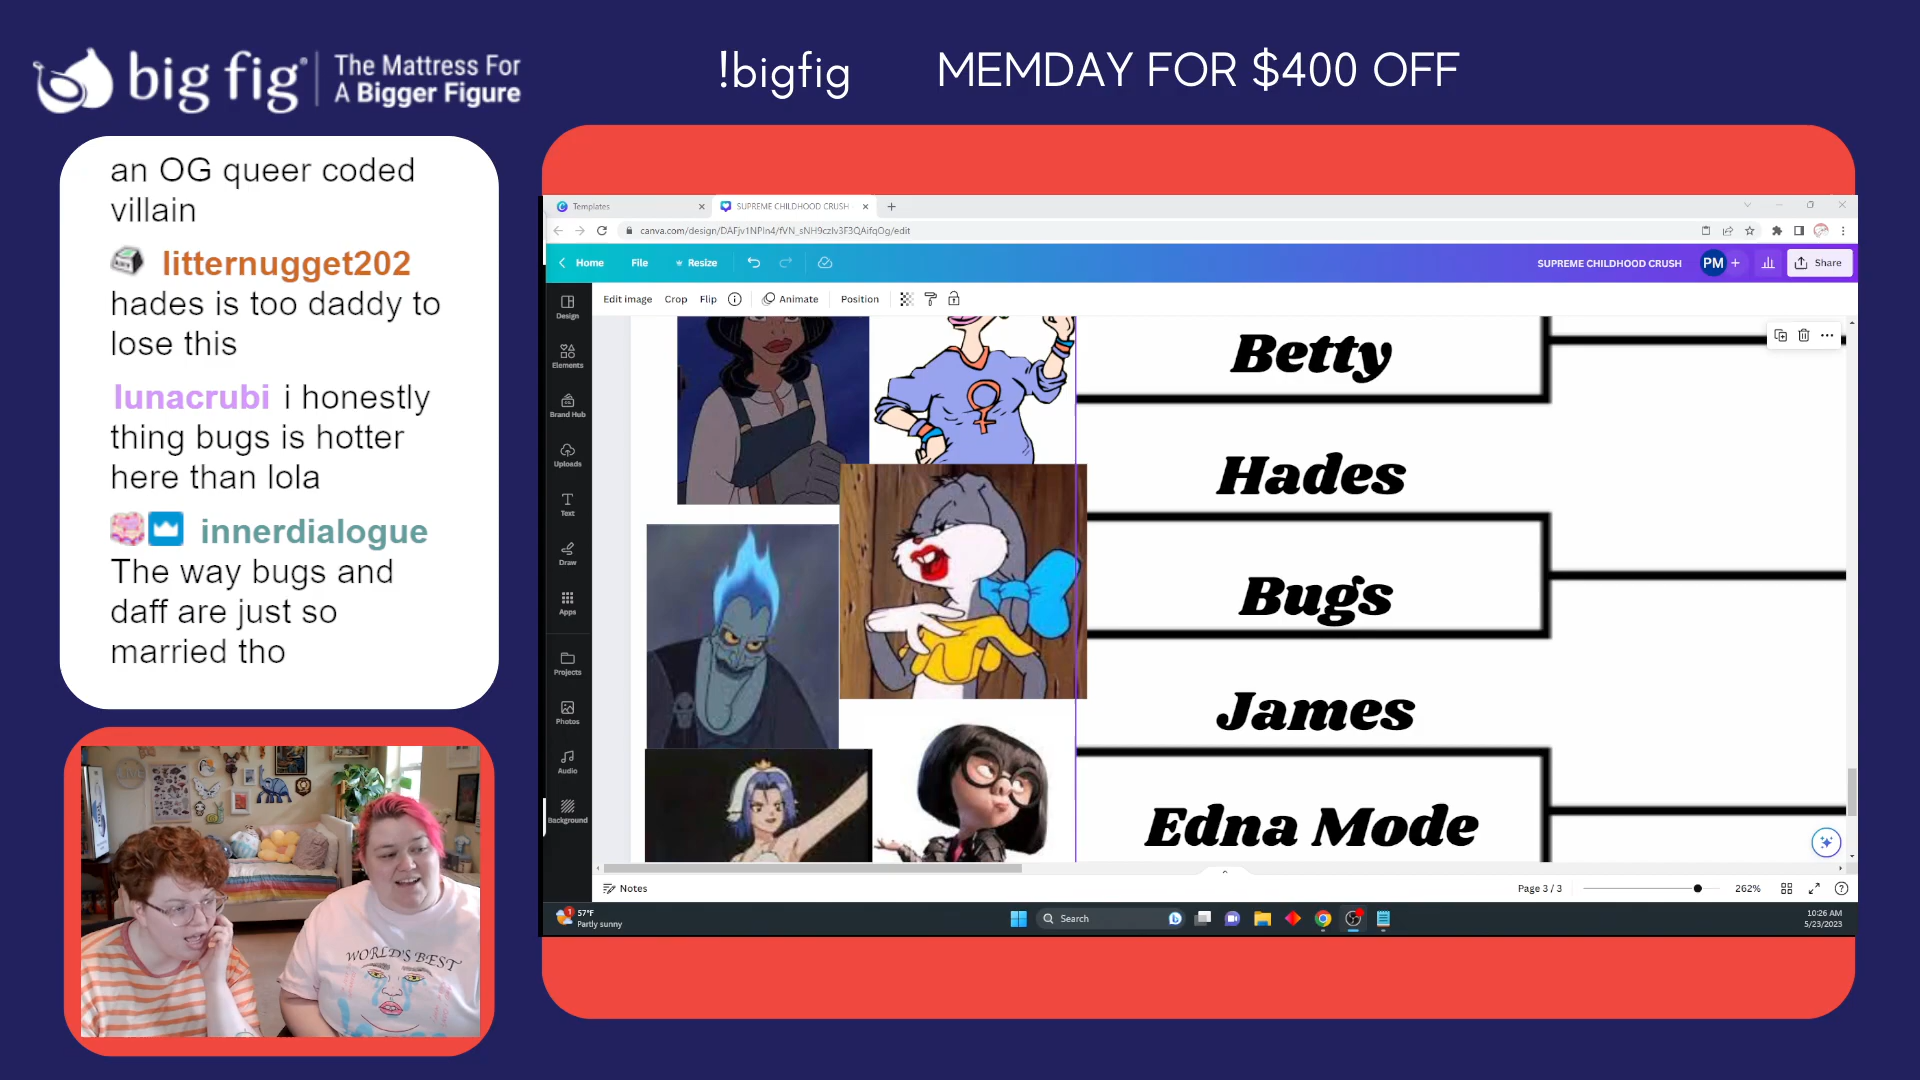 big fig
The Mattress For
A Bigger Figure
!bigfig
MEMDAY FOR $400 OFF
an OG queer coded
villain
litternugget202
hades is too daddy to
lose this
lunacrubi i honestly
thing bugs is hotter
here than lola
innerdialogue
The way bugs and
daff are just so
married tho
WORLD'S BEST
Templates
SUPREME CHILDHOOD CRUSH
canva.com/design/DAFjv1NPln4/fVN_sNH9czlv3F3QAifqOg/edit
Home
File
Resize
SUPREME CHILDHOOD CRUSH
PM
Share
Edit image
Crop
Flip
Animate
Position
Design
Elements
Brand Hub
Uploads
Text
Draw
Apps
Projects
Photos
Audio
Background
Betty
Hades
Bugs
James
Edna Mode
Notes
Page 3 / 3
262%
1
57°F
Partly sunny
Search
10:26 AM
5/23/2023